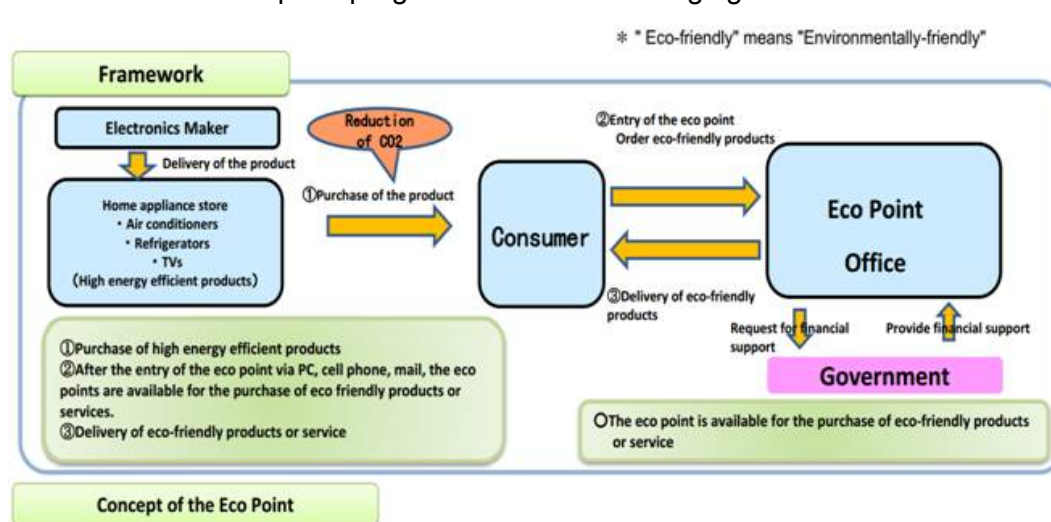 * " Eco-friendly" means "Environmentally-friendly"
Framework
Electronics Maker
Delivery of the product
Home appliance store
・Air conditioners
・Refrigerators
・TVs
(High energy efficient products)
Reduction
of CO2
①Purchase of the product
Consumer
②Entry of the eco point
Order eco-friendly products
③Delivery of eco-friendly
products
Eco Point
Office
Request for financial
support
Provide financial support
Government
①Purchase of high energy efficient products
②After the entry of the eco point via PC, cell phone, mail, the eco
points are available for the purchase of eco friendly products or
services.
③Delivery of eco-friendly products or service
○The eco point is available for the purchase of eco-friendly products
or service
Concept of the Eco Point